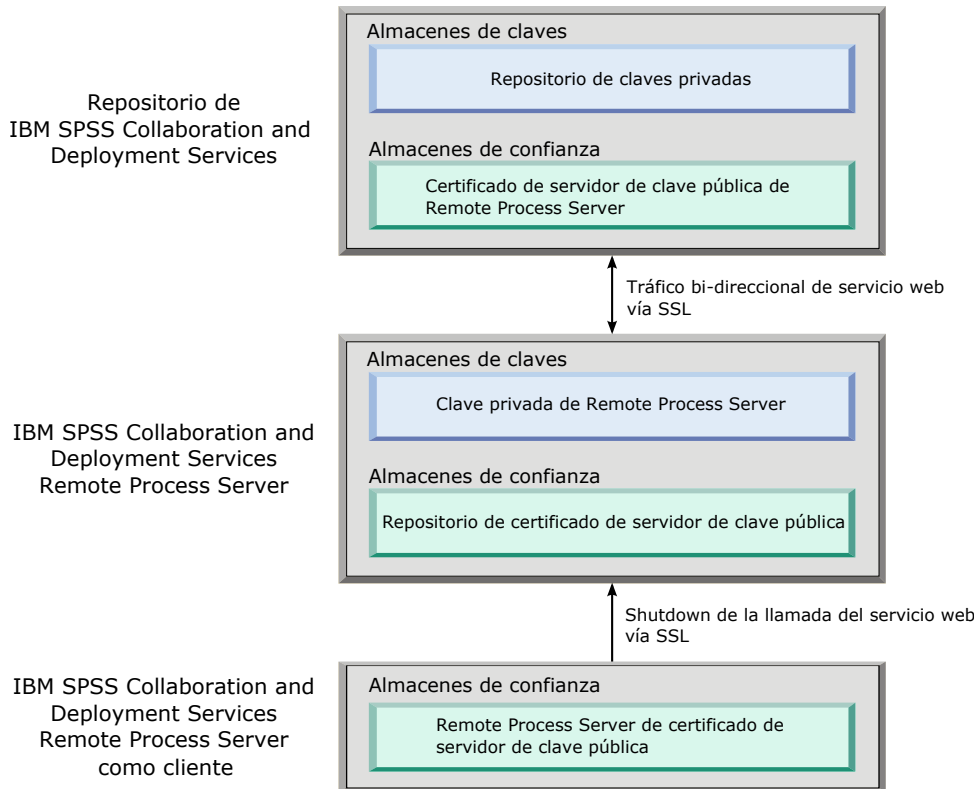 Almacenes de claves
Repositorio de claves privadas
Repositorio de
IBM SPSS Collaboration and
Deployment Services
Almacenes de confianza
Certificado de servidor de clave pública de
Remote Process Server
Tráfico bi-direccional de servicio web
vía SSL
Almacenes de claves
Clave privada de Remote Process Server
IBM SPSS Collaboration and
Deployment Services
Remote Process Server
Almacenes de confianza
Repositorio de certificado de servidor de clave pública
Shutdown de la llamada del servicio web
vía SSL
IBM SPSS Collaboration and
Deployment Services
Remote Process Server
como cliente
Almacenes de confianza
Remote Process Server de certificado de
servidor de clave pública